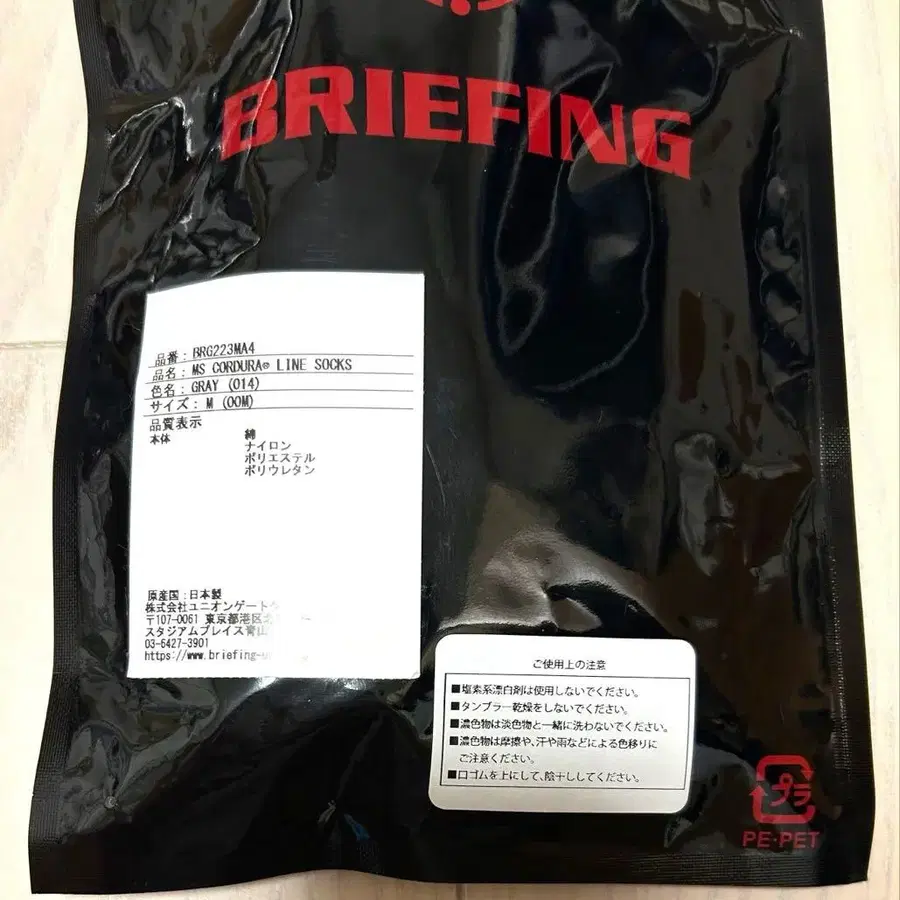 BRIEFING
品番 : BRG223MA4
品名 : MS CORDURA® LINE SOCKS
色名 : GRAY (014)
サイズ : M (00M)
品質表示
本体 綿
ナイロン
ポリエステル
ポリウレタン
原産国 : 日本製
株式会社ユニオンゲート
〒107-0061 東京都港区
スタジアムプレイス青山
03-6427-3901
https://www.briefing-
ご使用上の注意
■塩素系漂白剤は使用しないでください。
■タンブラー乾燥をしないでください。
■濃色物は淡色物と一緒に洗わないでください。
■濃色物は摩擦や、汗や雨などによる色移りに
ご注意ください。
■口ゴムを上にして、陰干ししてください。
プラ
PE・PET